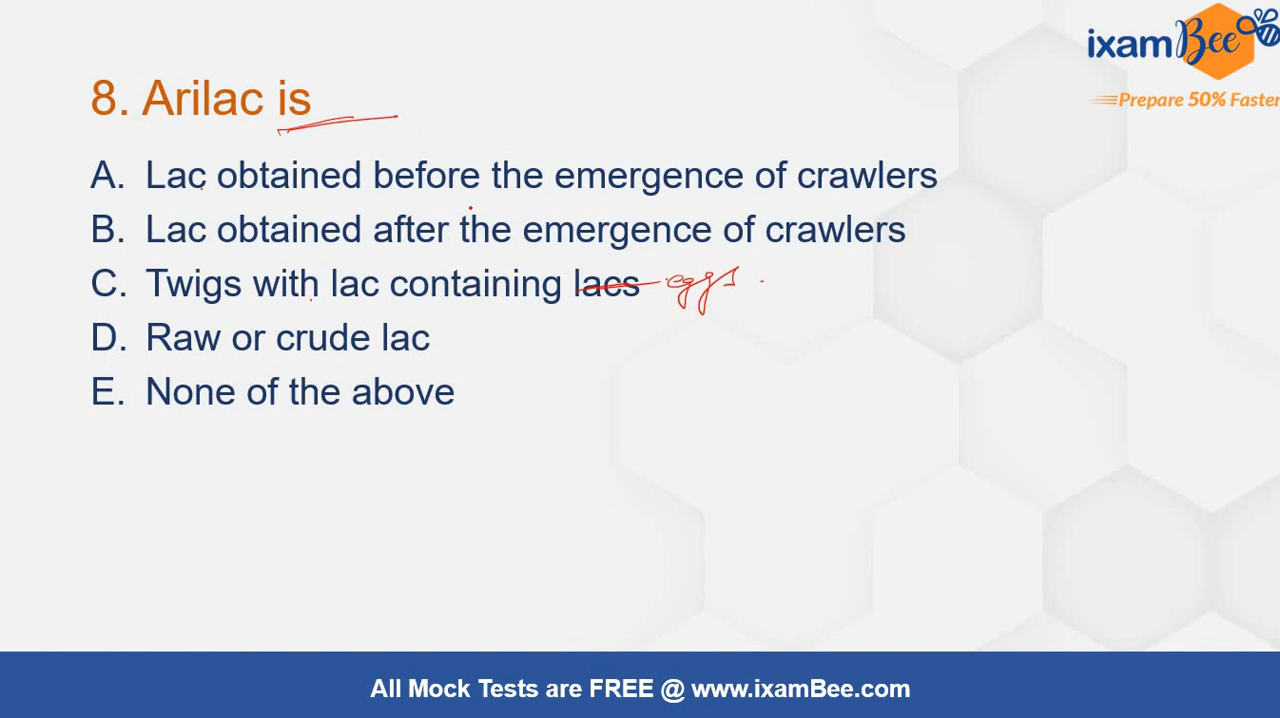 ixamBee
Prepare 50% Faster
8. Arilac is
A. Lac obtained before the emergence of crawlers
B. Lac obtained after the emergence of crawlers
C. Twigs with lac containing lacs eggs.
D. Raw or crude lac
E. None of the above
All Mock Tests are FREE @ www.ixamBee.com